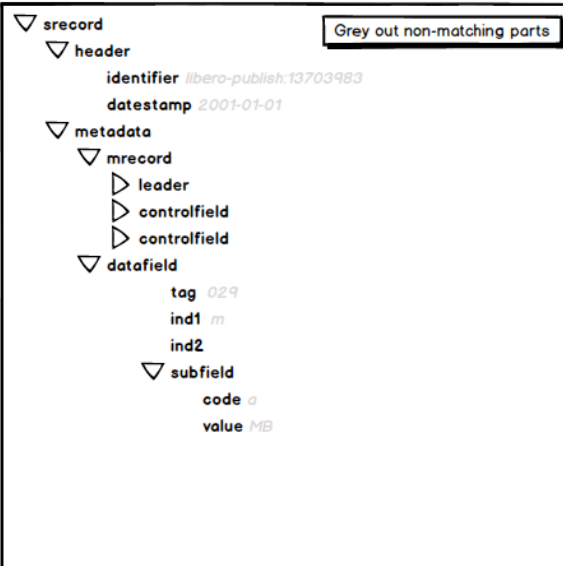 srecord
Grey out non-matching parts
header
identifier libero-publish:13703983
datestamp 2001-01-01
metadata
mrecord
leader
controlfield
controlfield
datafield
tag 029
ind1 m
ind2
subfield
code a
value MB